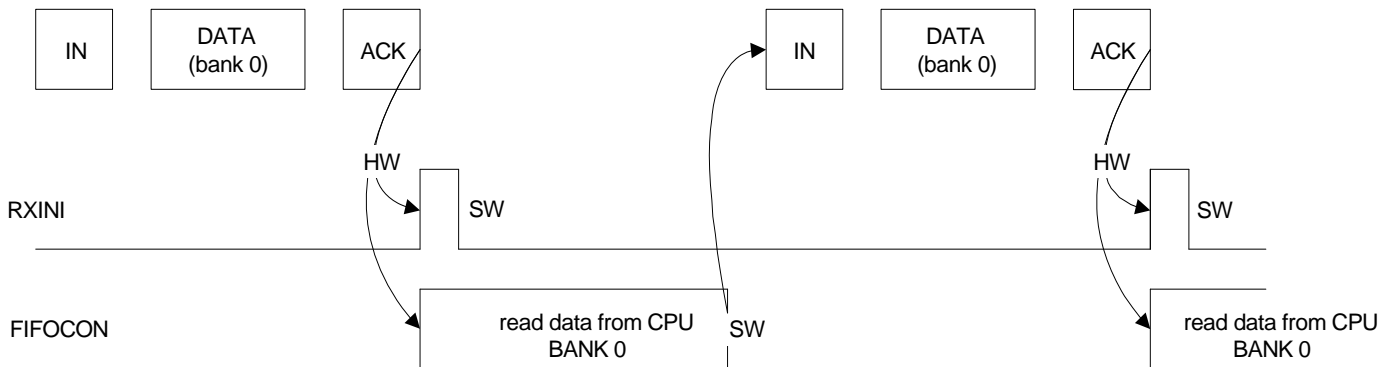 IN
DATA
(bank 0)
ACK
IN
DATA
(bank 0)
ACK
HW
HW
RXINI
SW
SW
FIFOCON
read data from CPU
BANK 0
SW
read data from CPU
BANK 0